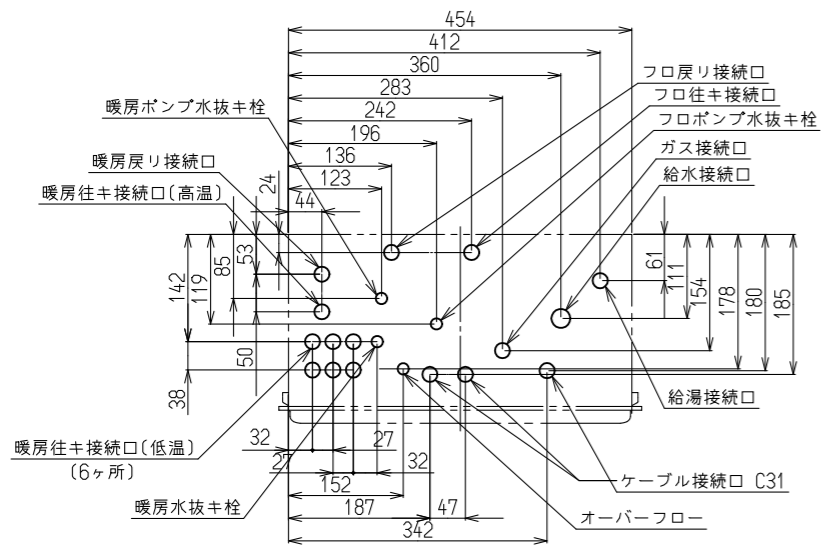 454
412
360
283
フロ戻り接続口
フロ往キ接続口
暖房ポンプ水抜キ栓
242
フロポンプ水抜キ栓
196
ガス接続口
暖房戻り接続口
136
給水接続口
24
123
暖房往キ接続口(高温)
44
142
119
85
53
50
38
61
111
154
178
180
185
給湯接続口
暖房往キ接続口(低温)
(6ヶ所)
32
27
27
32
152
ケーブル接続口 C31
暖房水抜キ栓
187
47
オーバーフロー
342